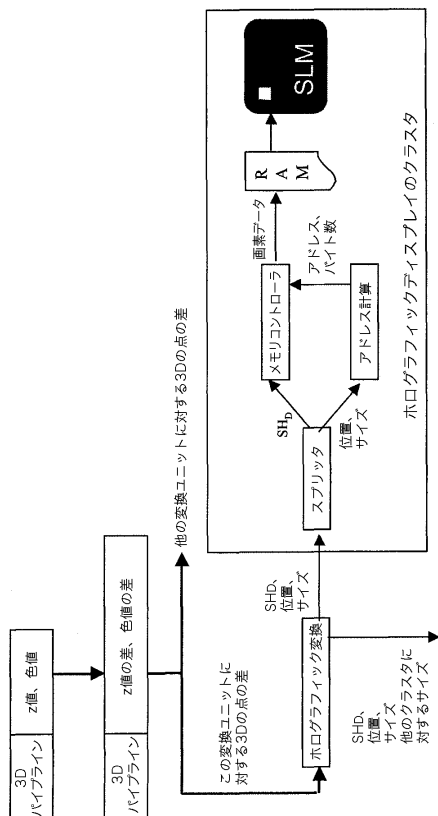 3D
パイプライン
z値、色値
3D
パイプライン
z値の差、色値の差
他の変換ユニットに対する3Dの点の差
この変換ユニットに
対する3Dの点の差
ホログラフィック変換
SHD、
位置、
サイズ
SHD、
位置、
サイズ
他のクラスタに
対するサイズ
スプリッタ
SHD
位置、
サイズ
メモリコントローラ
アドレス計算
アドレス、
バイト数
画素データ
R
A
M
SLM
ホログラフィックディスプレイのクラスタ